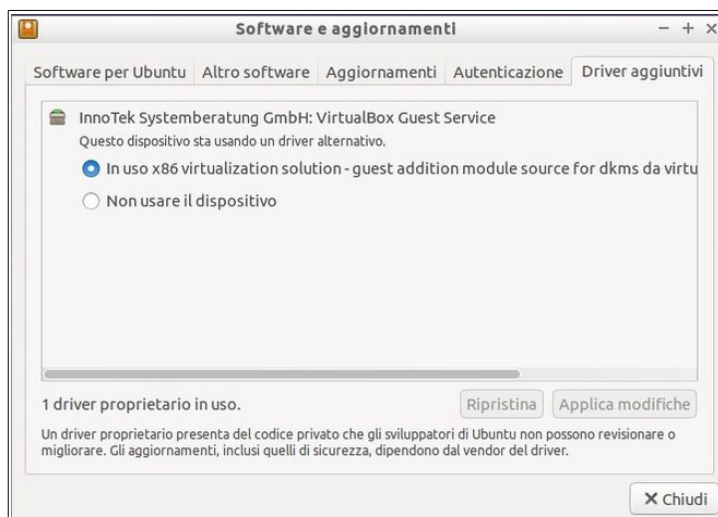 Software e aggiornamenti
Software per Ubuntu Altro software Aggiornamenti Autenticazione Driver aggiuntivi
InnoTek Systemberatung GmbH: VirtualBox Guest Service
Questo dispositivo sta usando un driver alternativo.
In uso x86 virtualization solution - guest addition module source for dkms da virtu
Non usare il dispositivo
1 driver proprietario in uso.
Ripristina Applica modifiche
Un driver proprietario presenta del codice privato che gli sviluppatori di Ubuntu non possono revisionare o
migliorare. Gli aggiornamenti, inclusi quelli di sicurezza, dipendono dal vendor del driver.
Chiudi